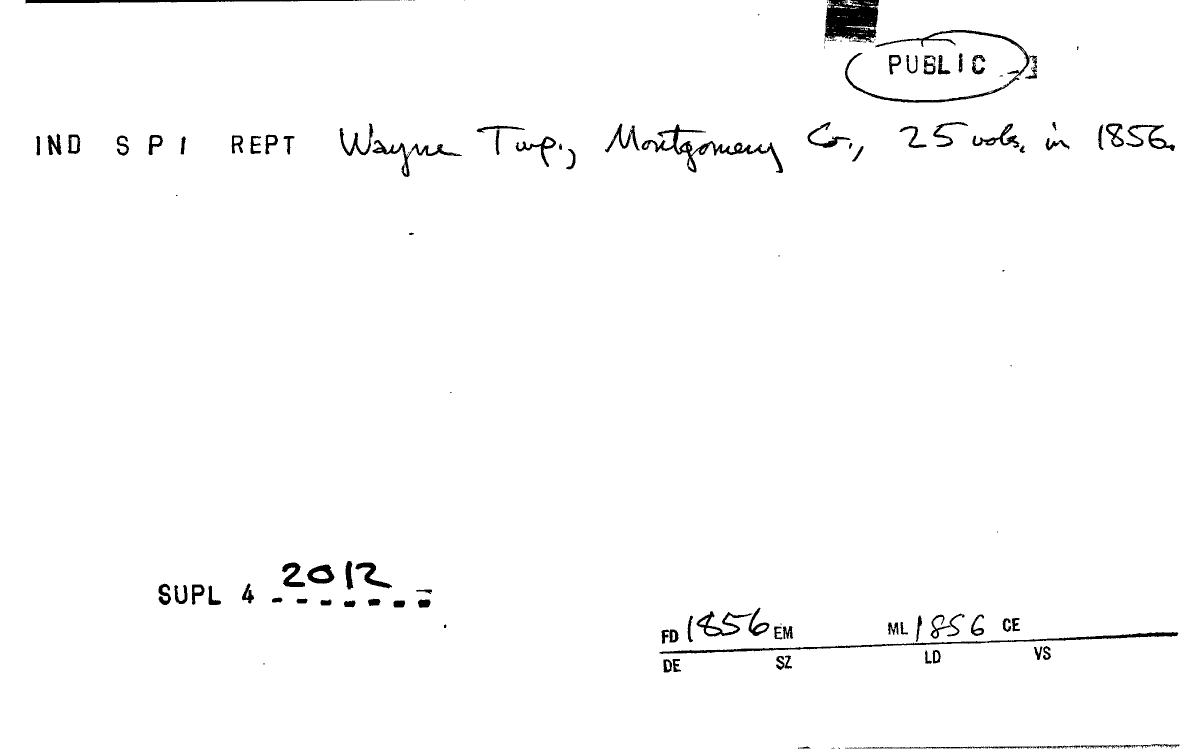 PUBLIC
IND S P I REPT Wayne Twp., Montgomery Co., 25 vols. in 1856.
SUPL 4 2012
FD 1856 EM ML 1856 CE
DE SZ LD VS